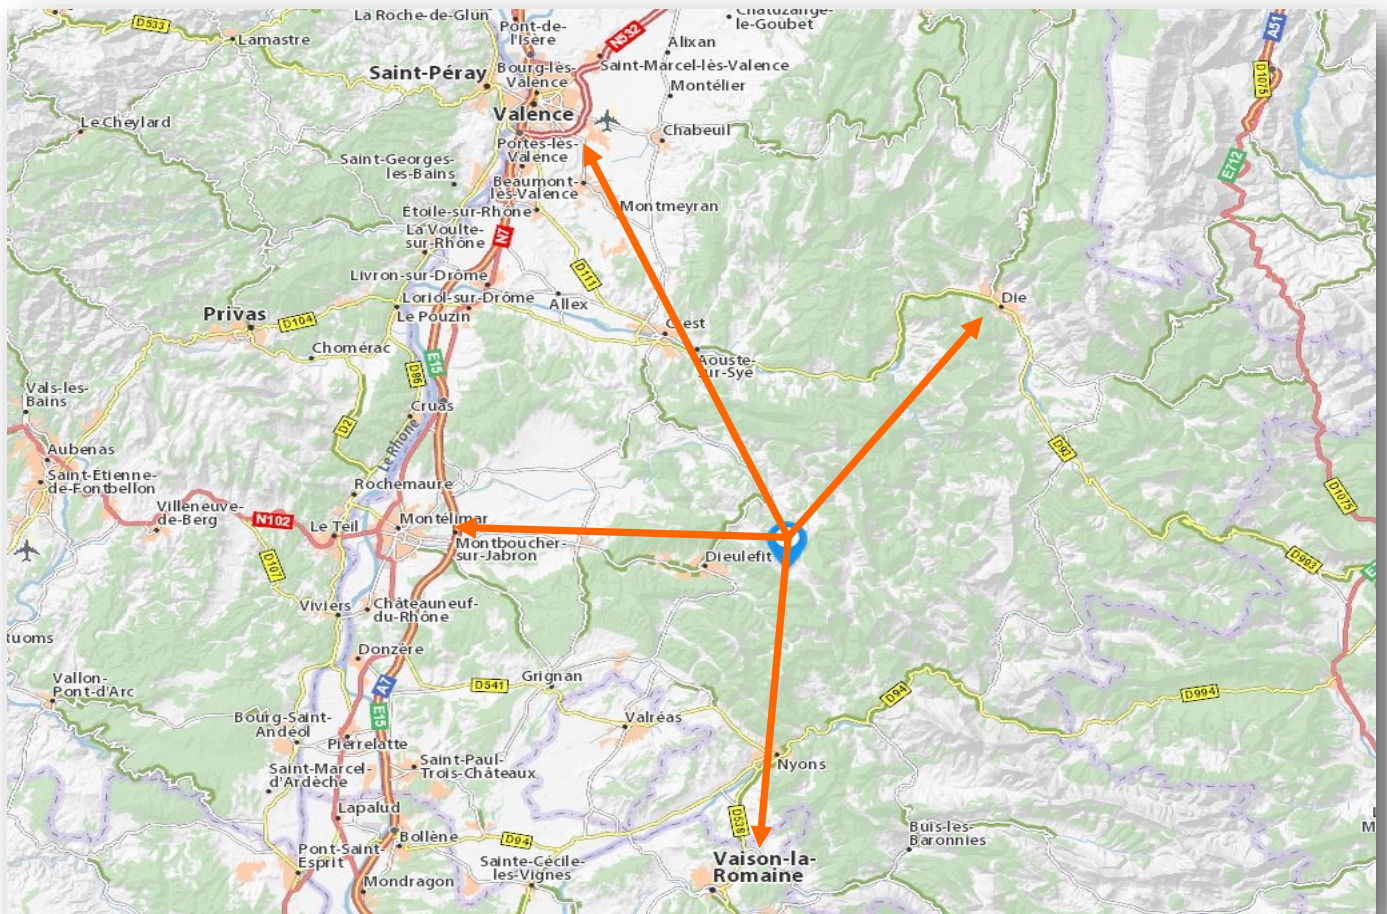 La Roche-de-Glun
Chatuzange-
le-Goubet
D533
Lamastre
Pont-de-
l'Isère
N532
Alixan
A51
Saint-Péray
Bourg-lès-
Valence
Saint-Marcel-lès-Valence
D1075
Montélier
Valence
Le Cheylard
Chabeuil
Portes-lès-
Valence
Saint-Georges-
les-Bains
E712
Beaumont-
lès-Valence
Montmeyran
Étoile-sur-Rhône
La Voulte-
sur-Rhône
N7
Livron-sur-Drôme
D111
Loriol-sur-Drôme
Allex
Die
Privas
D104
Le Pouzin
Crest
Chomérac
E15
Aouste-
sur-Sye
D86
Vals-les-
Bains
Cruas
D2
Le Rhône
Aubenas
D93
Saint-Étienne-
de-Fontbellon
Rochemaure
D1075
Villeneuve-
de-Berg
N102
Le Teil
Montélimar
Montboucher-
sur-Jabron
Dieulefit
D107
D993
Viviers
Châteauneuf-
du-Rhône
Ruoms
Donzère
Vallon-
Pont-d'Arc
A7
D541
Grignan
D94
D994
E15
Bourg-Saint-
Andéol
Valréas
Pierrelatte
Nyons
Saint-Marcel-
d'Ardèche
Saint-Paul-
Trois-Châteaux
Lapalud
D538
Bollène
D94
Buis-les-
Baronnies
Pont-Saint-
Esprit
Sainte-Cécile-
les-Vignes
Vaison-la-
Romaine
Mondragon